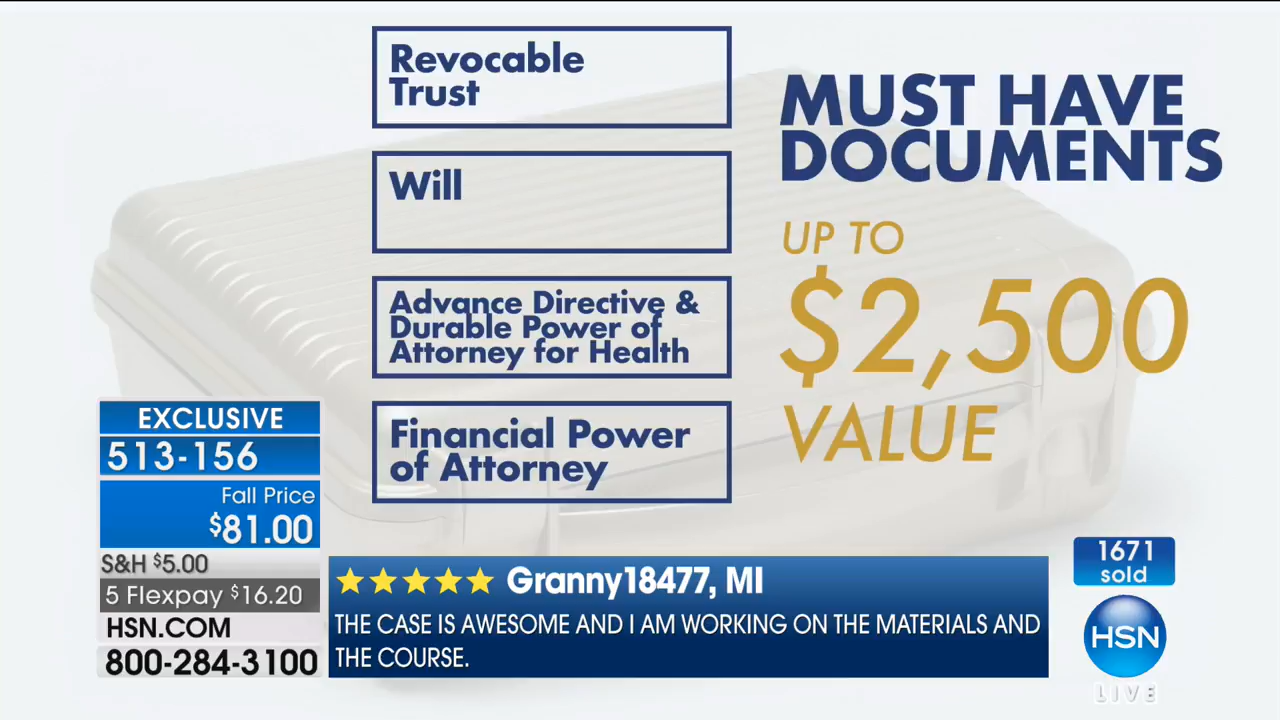 Revocable
Trust
Will
Advance Directive &
Durable Power of
Attorney for Health
Financial Power
of Attorney
MUST HAVE
DOCUMENTS
UP TO
$2,500
VALUE
EXCLUSIVE
513-156
Fall Price
$81.00
S&H $5.00
5 Flexpay $16.20
HSN.COM
800-284-3100
★★★★★ Granny18477, MI
THE CASE IS AWESOME AND I AM WORKING ON THE MATERIALS AND
THE COURSE.
1671
sold
HSN
LIVE